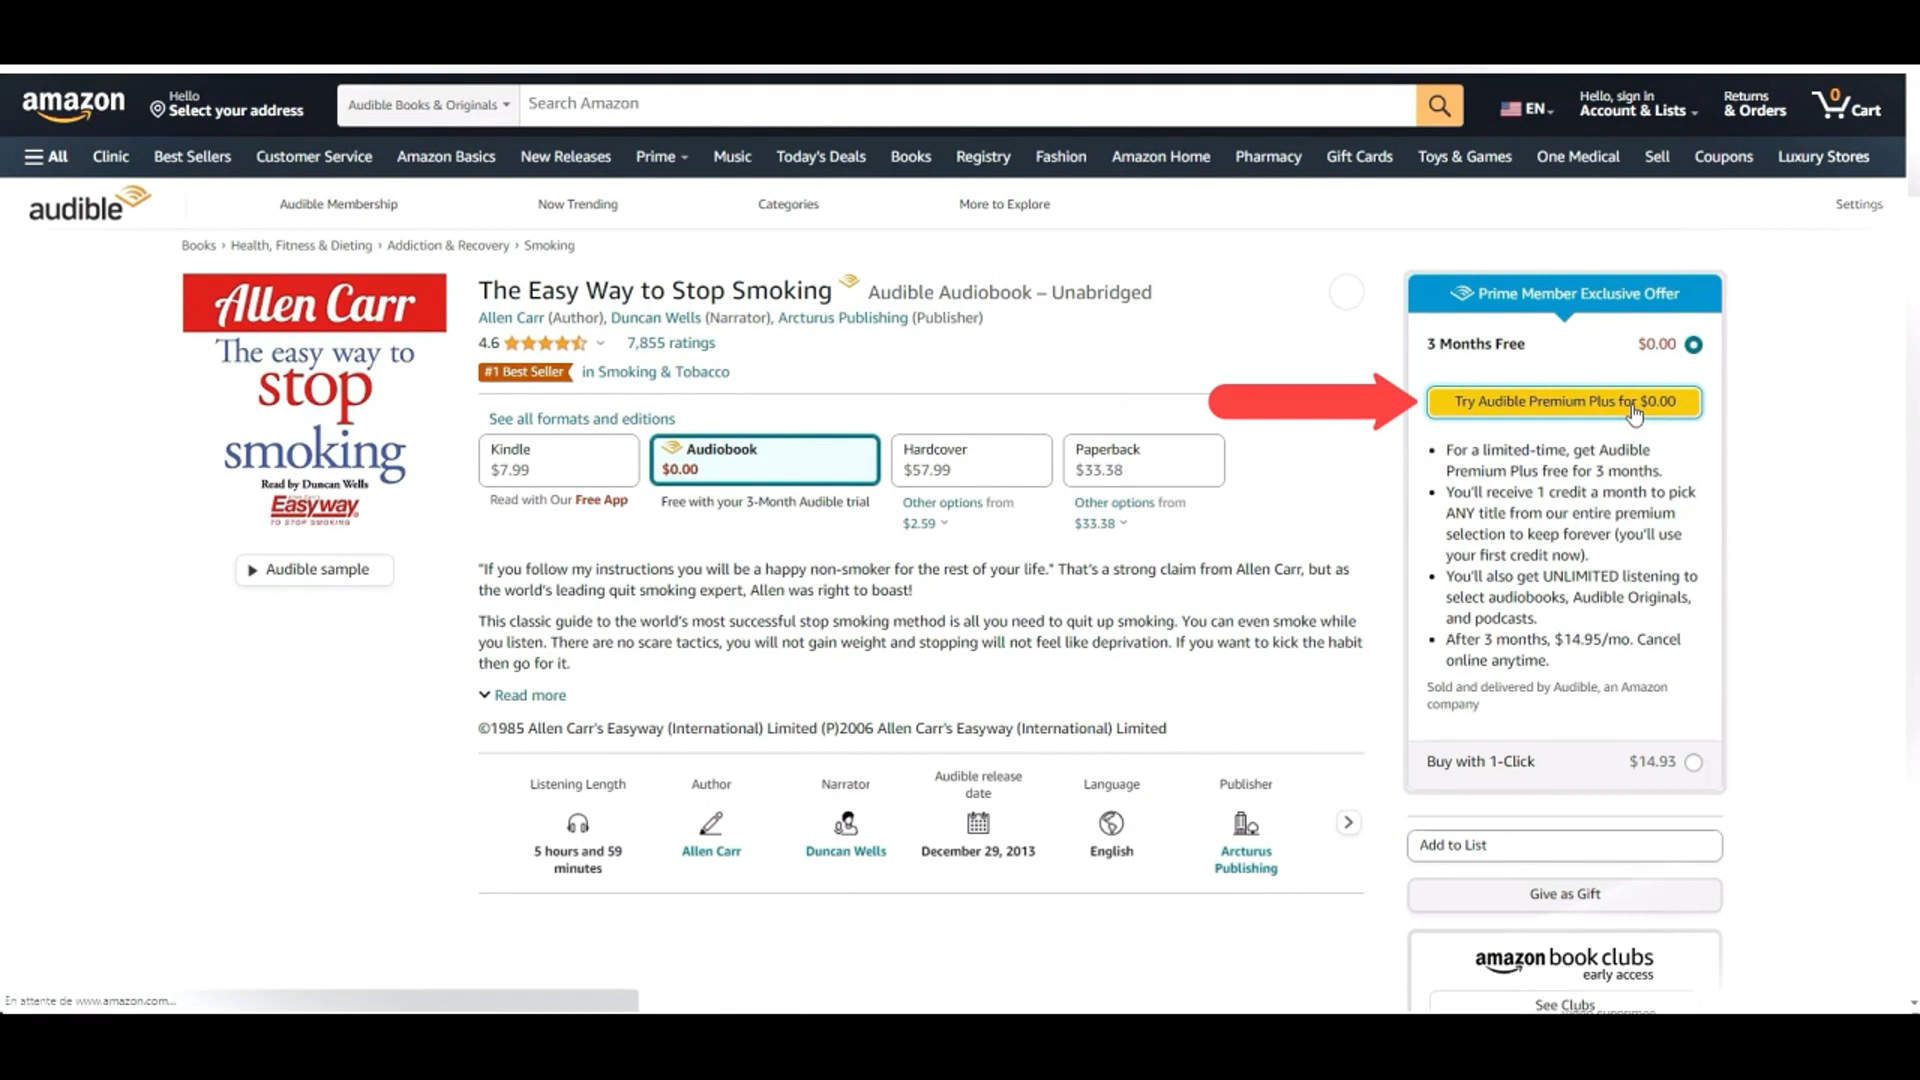 amazon
Hello
Select your address
Audible Books & Originals
Search Amazon
EN
Hello, sign in
Account & Lists
Returns
& Orders
0
Cart
All
Clinic
Best Sellers
Customer Service
Amazon Basics
New Releases
Prime
Music
Today's Deals
Books
Registry
Fashion
Amazon Home
Pharmacy
Gift Cards
Toys & Games
One Medical
Sell
Coupons
Luxury Stores
audible
Audible Membership
Now Trending
Categories
More to Explore
Settings
Books › Health, Fitness & Dieting › Addiction & Recovery › Smoking
Allen Carr
The easy way to
stop
smoking
Read by Duncan Wells
Easyway
TO STOP SMOKING
Audible sample
The Easy Way to Stop Smoking Audible Audiobook – Unabridged
Allen Carr (Author), Duncan Wells (Narrator), Arcturus Publishing (Publisher)
4.6
7,855 ratings
#1 Best Seller in Smoking & Tobacco
See all formats and editions
Kindle
$7.99
Read with Our Free App
Audiobook
$0.00
Free with your 3-Month Audible trial
Hardcover
$57.99
Other options from
$2.59
Paperback
$33.38
Other options from
$33.38
"If you follow my instructions you will be a happy non-smoker for the rest of your life." That's a strong claim from Allen Carr, but as
the world's leading quit smoking expert, Allen was right to boast!
This classic guide to the world's most successful stop smoking method is all you need to quit up smoking. You can even smoke while
you listen. There are no scare tactics, you will not gain weight and stopping will not feel like deprivation. If you want to kick the habit
then go for it.
Read more
©1985 Allen Carr's Easyway (International) Limited (P)2006 Allen Carr's Easyway (International) Limited
Listening Length
5 hours and 59
minutes
Author
Allen Carr
Narrator
Duncan Wells
Audible release
date
December 29, 2013
Language
English
Publisher
Arcturus
Publishing
Prime Member Exclusive Offer
3 Months Free
$0.00
Try Audible Premium Plus for $0.00
• For a limited-time, get Audible
Premium Plus free for 3 months.
• You'll receive 1 credit a month to pick
ANY title from our entire premium
selection to keep forever (you'll use
your first credit now).
• You'll also get UNLIMITED listening to
select audiobooks, Audible Originals,
and podcasts.
• After 3 months, $14.95/mo. Cancel
online anytime.
Sold and delivered by Audible, an Amazon
company
Buy with 1-Click
$14.93
Add to List
Give as Gift
amazon book clubs
early access
See Clubs
En attente de www.amazon.com...